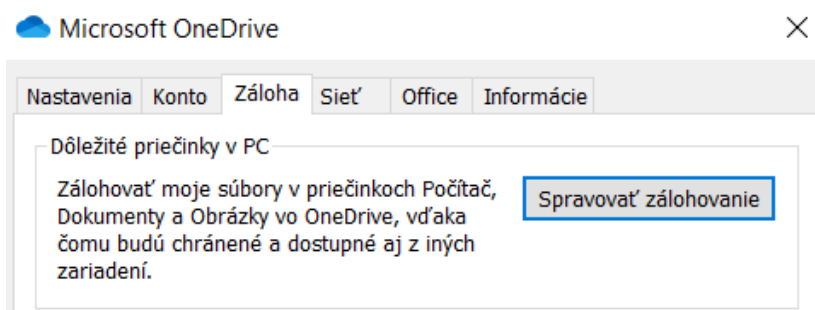 Microsoft OneDrive
Nastavenia Konto Záloha Sieť Office Informácie
Dôležité priečinky v PC
Zálohovať moje súbory v priečinkoch Počítač,
Dokumenty a Obrázky vo OneDrive, vďaka
čomu budú chránené a dostupné aj z iných
zariadení.
Spravovať zálohovanie